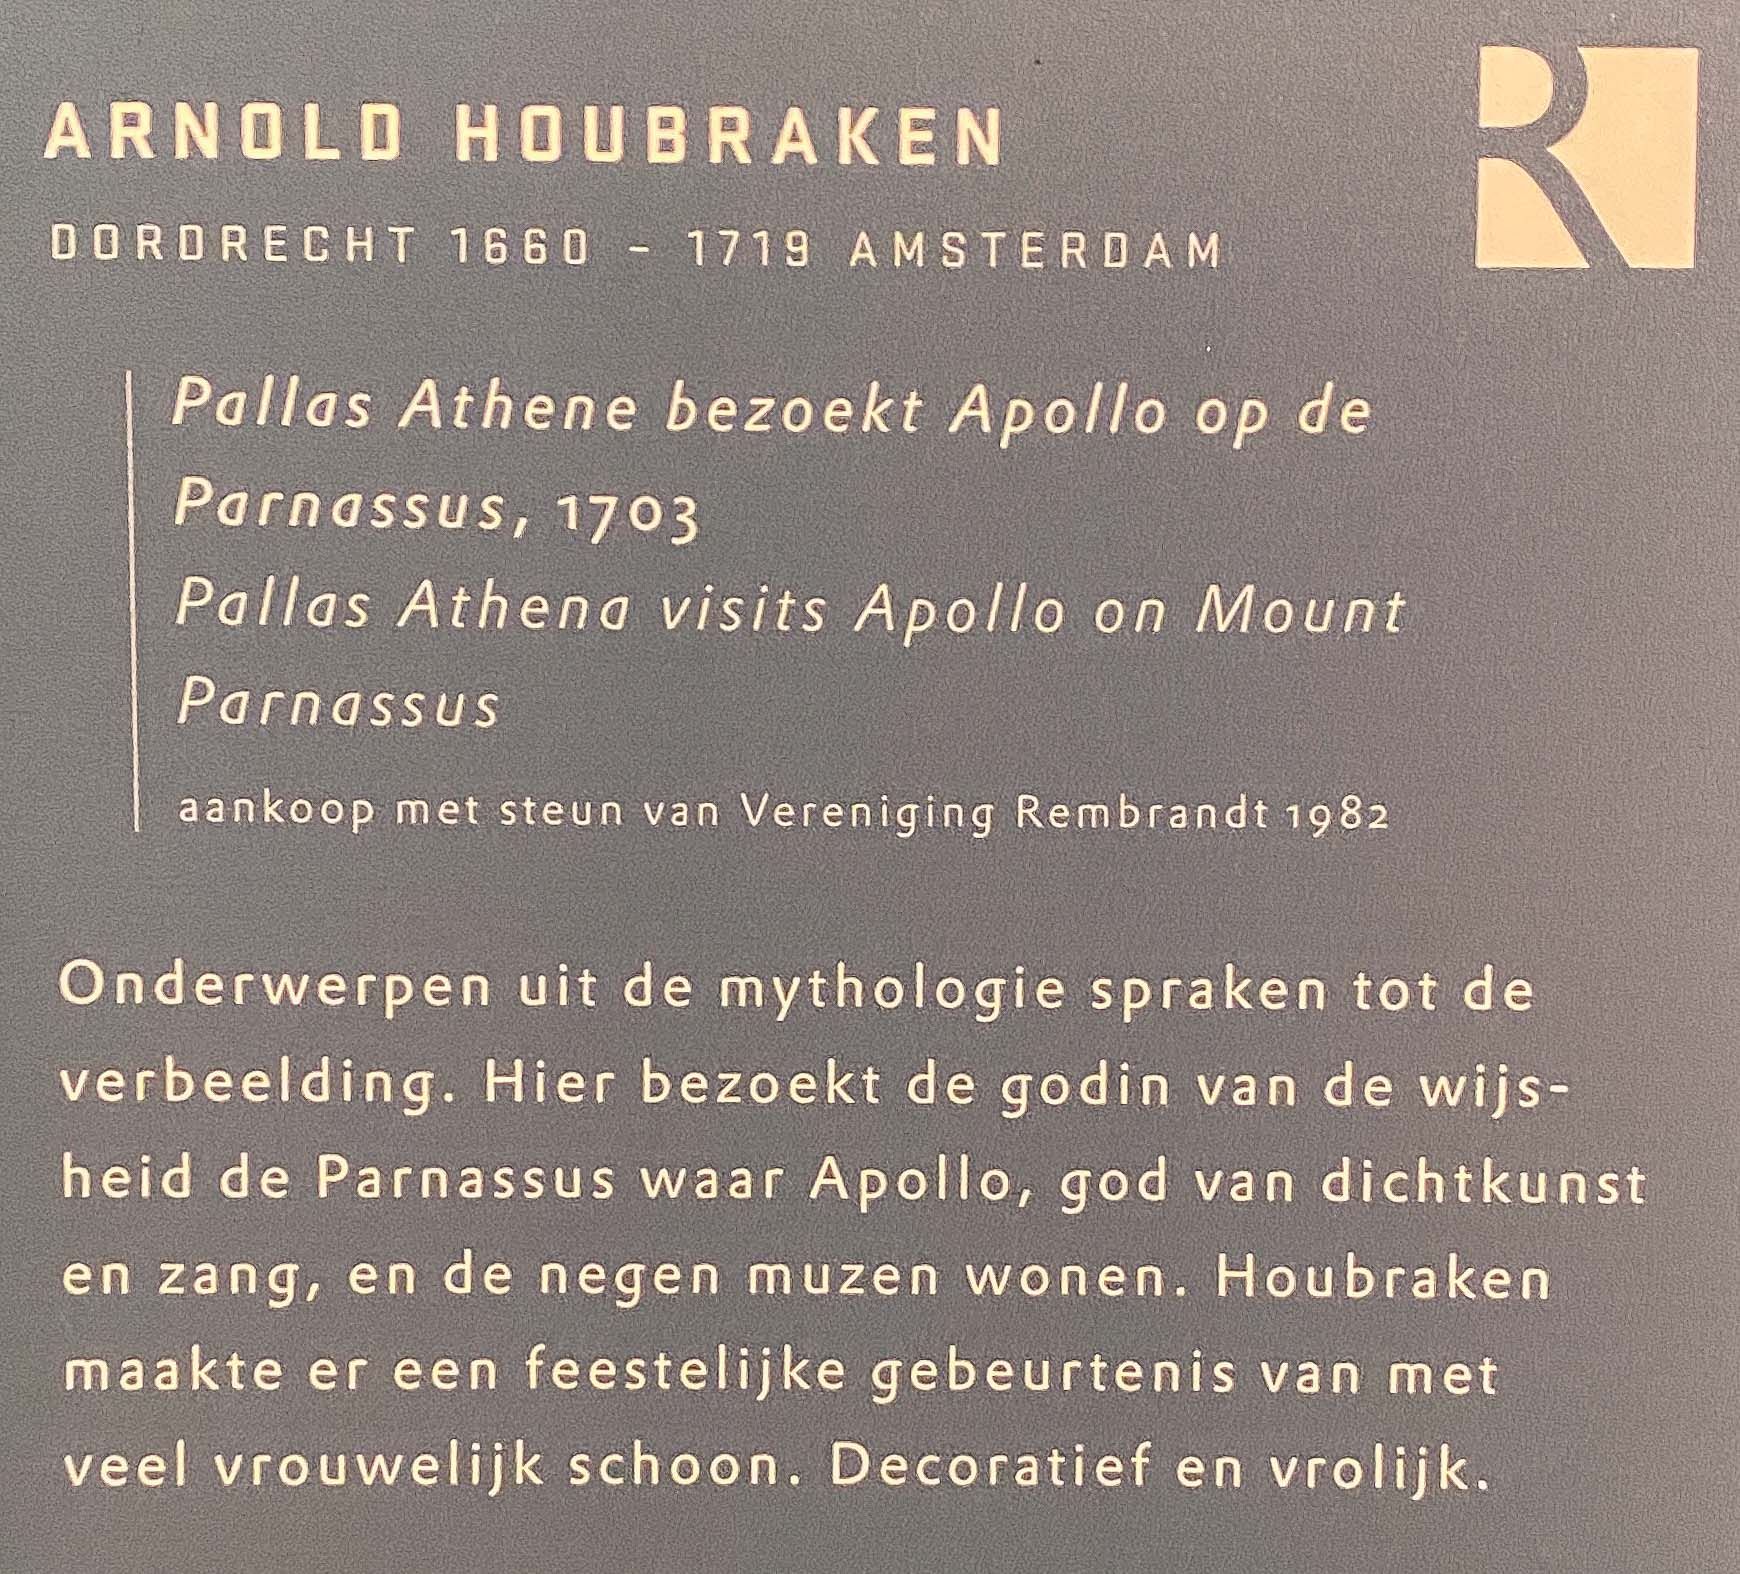 ARNOLD HOUBRAKEN
DORDRECHT 1660 – 1719 AMSTERDAM
R
Pallas Athene bezoekt Apollo op de
Parnassus, 1703
Pallas Athena visits Apollo on Mount
Parnassus
aankoop met steun van Vereniging Rembrandt 1982
Onderwerpen uit de mythologie spraken tot de
verbeelding. Hier bezoekt de godin van de wijs-
heid de Parnassus waar Apollo, god van dichtkunst
en zang, en de negen muzen wonen. Houbraken
maakte er een feestelijke gebeurtenis van met
veel vrouwelijk schoon. Decoratief en vrolijk.